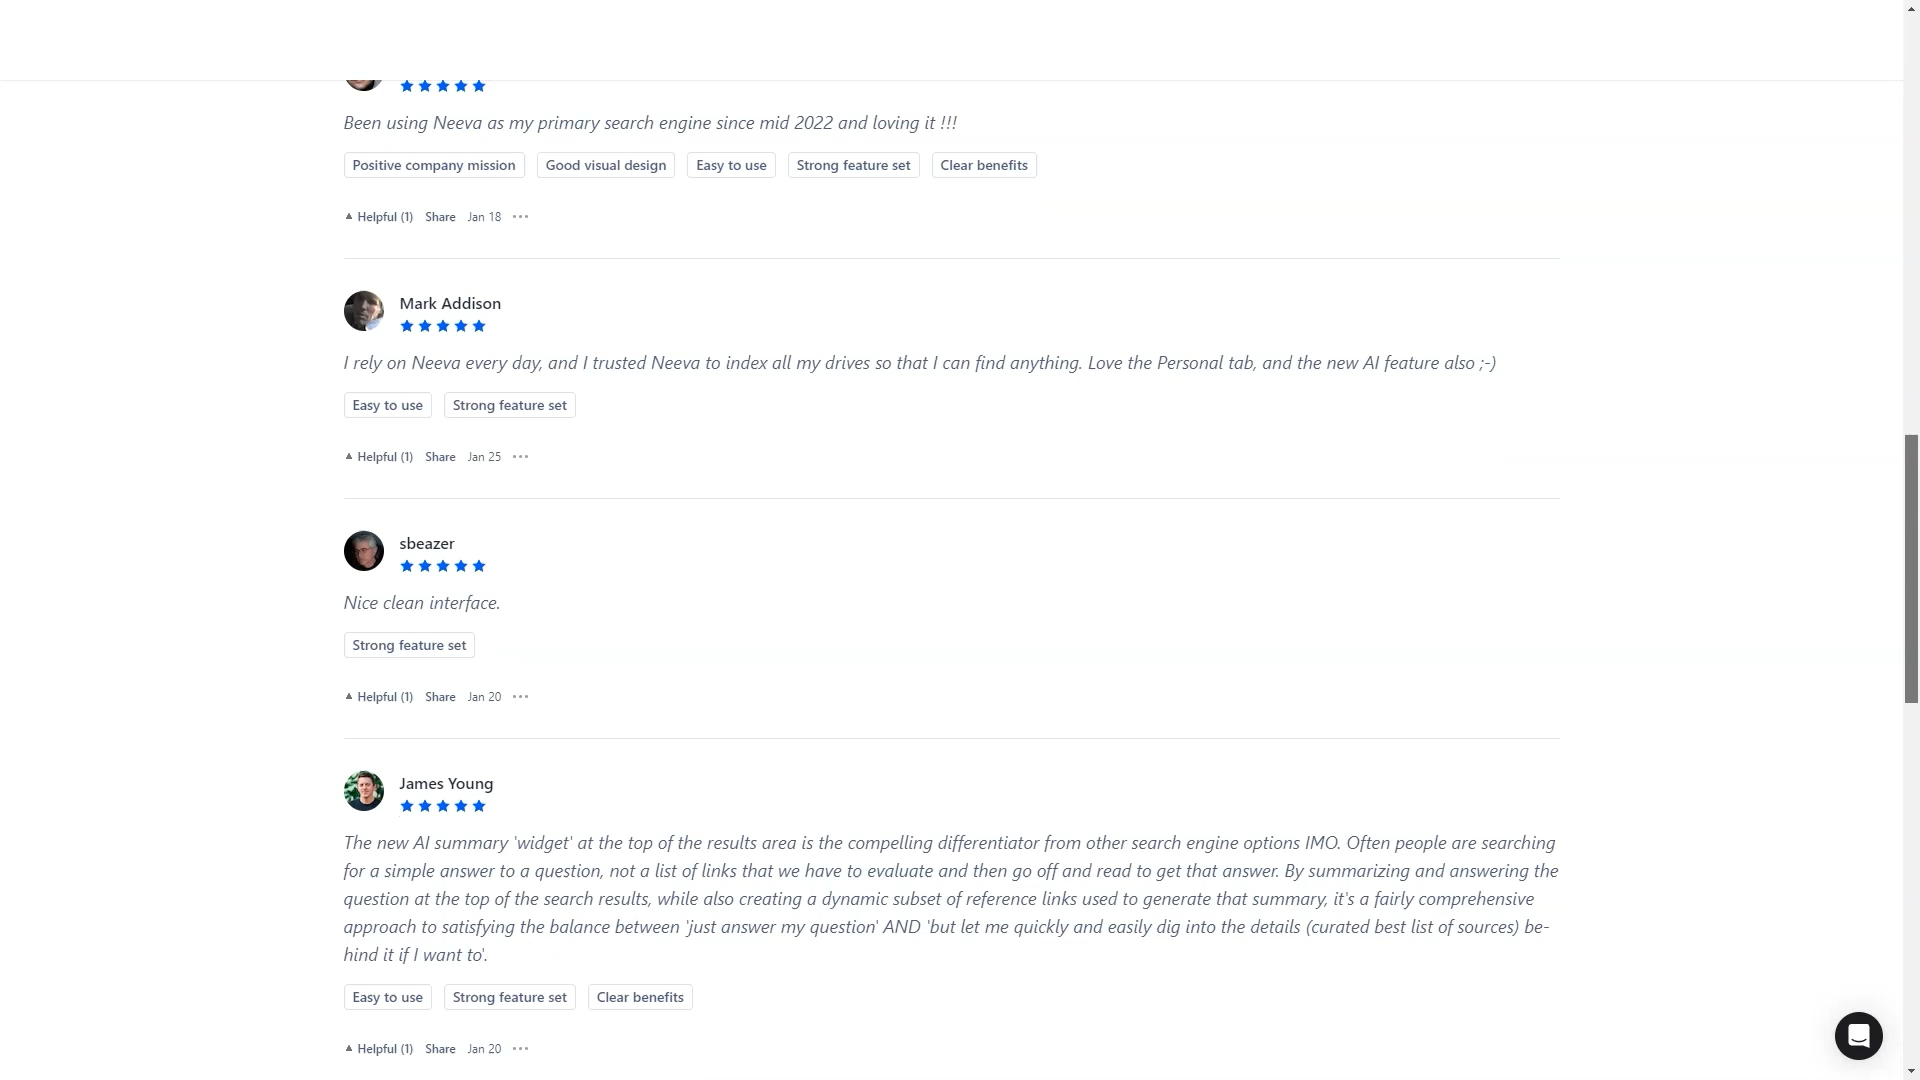 Been using Neeva as my primary search engine since mid 2022 and loving it !!!
Positive company mission Good visual design Easy to use Strong feature set Clear benefits
Helpful (1) Share Jan 18
Mark Addison
I rely on Neeva every day, and I trusted Neeva to index all my drives so that I can find anything. Love the Personal tab, and the new AI feature also ;-)
Easy to use Strong feature set
Helpful (1) Share Jan 25
sbeazer
Nice clean interface.
Strong feature set
Helpful (1) Share Jan 20
James Young
The new AI summary 'widget' at the top of the results area is the compelling differentiator from other search engine options IMO. Often people are searching
for a simple answer to a question, not a list of links that we have to evaluate and then go off and read to get that answer. By summarizing and answering the
question at the top of the search results, while also creating a dynamic subset of reference links used to generate that summary, it's a fairly comprehensive
approach to satisfying the balance between 'just answer my question' AND 'but let me quickly and easily dig into the details (curated best list of sources) be-
hind it if I want to'.
Easy to use Strong feature set Clear benefits
Helpful (1) Share Jan 20